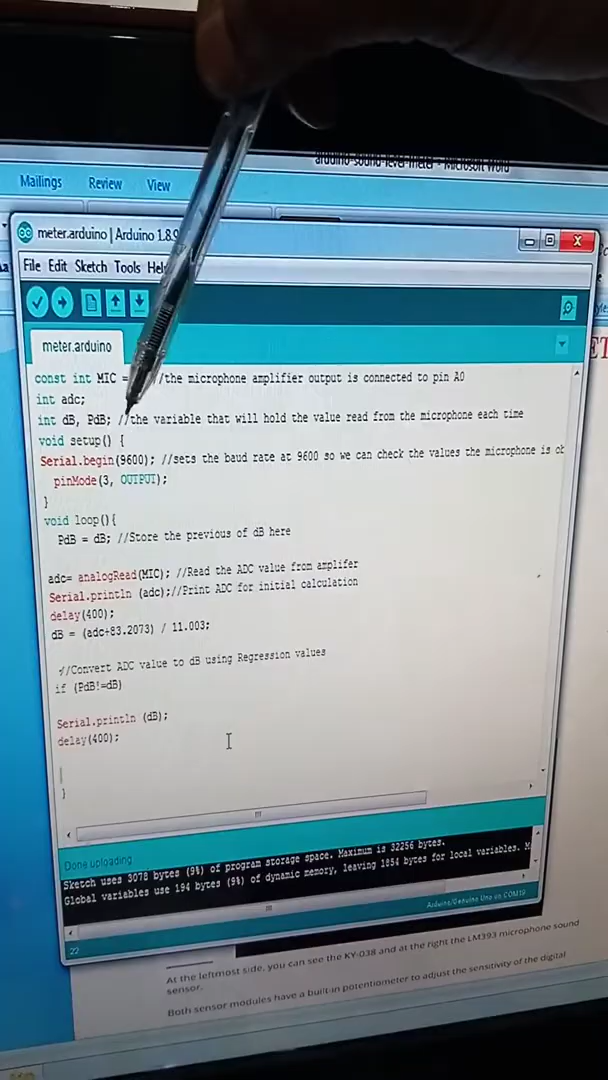 arduino-sound-level-meter - Microsoft Word
Mailings Review View
meter.arduino | Arduino 1.8.9
File Edit Sketch Tools Help
meter.arduino
const int MIC = //the microphone amplifier output is connected to pin A0
int adc;
int dB, PdB; //the variable that will hold the value read from the microphone each time
void setup() {
Serial.begin(9600); //sets the baud rate at 9600 so we can check the values the microphone is ob
pinMode(3, OUTPUT);
}
void loop(){
PdB = dB; //Store the previous of dB here
adc= analogRead(MIC); //Read the ADC value from amplifer
Serial.println (adc);//Print ADC for initial calculation
delay(400);
dB = (adc+83.2073) / 11.003;
//Convert ADC value to dB using Regression values
if (PdB!=dB)
Serial.println (dB);
delay(400);
}
Done uploading
Sketch uses 3078 bytes (9%) of program storage space. Maximum is 32256 bytes.
Global variables use 194 bytes (9%) of dynamic memory, leaving 1854 bytes for local variables. M
22
Arduino/Genuino Uno on COM19
At the leftmost side, you can see the KY-038 and at the right the LM393 microphone sound
sensor.
Both sensor modules have a built-in potentiometer to adjust the sensitivity of the digital